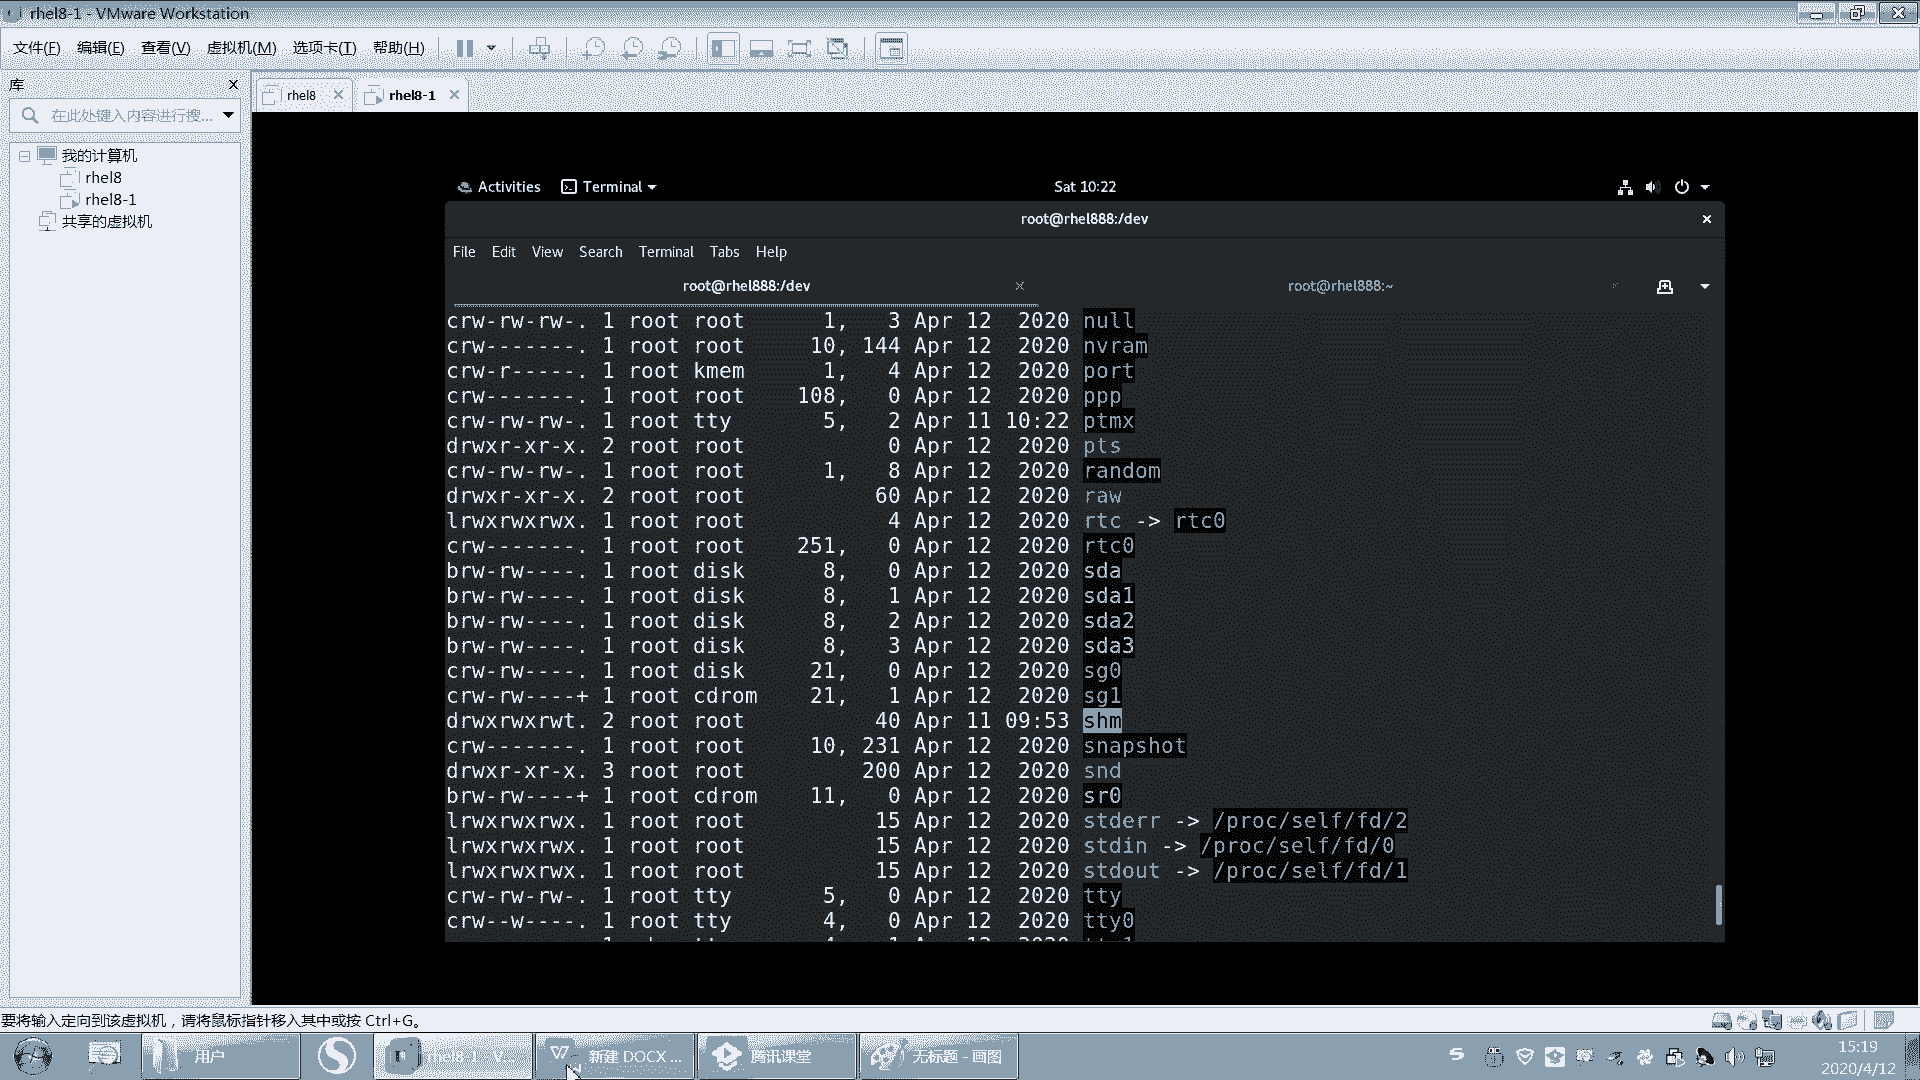 rhel8-1 - VMware Workstation
文件(F) 编辑(E) 查看(V) 虚拟机(M) 选项卡(T) 帮助(H)
库
rhel8
rhel8-1
在此处键入内容进行搜...
我的计算机
rhel8
rhel8-1
共享的虚拟机
Activities Terminal Sat 10:22
root@rhel888:/dev
File Edit View Search Terminal Tabs Help
root@rhel888:/dev root@rhel888:~
crw-rw-rw-. 1 root root 1, 3 Apr 12 2020 null
crw-------. 1 root root 10, 144 Apr 12 2020 nvram
crw-r-----. 1 root kmem 1, 4 Apr 12 2020 port
crw-------. 1 root root 108, 0 Apr 12 2020 ppp
crw-rw-rw-. 1 root tty 5, 2 Apr 11 10:22 ptmx
drwxr-xr-x. 2 root root 0 Apr 12 2020 pts
crw-rw-rw-. 1 root root 1, 8 Apr 12 2020 random
drwxr-xr-x. 2 root root 60 Apr 12 2020 raw
lrwxrwxrwx. 1 root root 4 Apr 12 2020 rtc -> rtc0
crw-------. 1 root root 251, 0 Apr 12 2020 rtc0
brw-rw----. 1 root disk 8, 0 Apr 12 2020 sda
brw-rw----. 1 root disk 8, 1 Apr 12 2020 sda1
brw-rw----. 1 root disk 8, 2 Apr 12 2020 sda2
brw-rw----. 1 root disk 8, 3 Apr 12 2020 sda3
crw-rw----. 1 root disk 21, 0 Apr 12 2020 sg0
crw-rw----+ 1 root cdrom 21, 1 Apr 12 2020 sg1
drwxrwxrwt. 2 root root 40 Apr 11 09:53 shm
crw-------. 1 root root 10, 231 Apr 12 2020 snapshot
drwxr-xr-x. 3 root root 200 Apr 12 2020 snd
brw-rw----+ 1 root cdrom 11, 0 Apr 12 2020 sr0
lrwxrwxrwx. 1 root root 15 Apr 12 2020 stderr -> /proc/self/fd/2
lrwxrwxrwx. 1 root root 15 Apr 12 2020 stdin -> /proc/self/fd/0
lrwxrwxrwx. 1 root root 15 Apr 12 2020 stdout -> /proc/self/fd/1
crw-rw-rw-. 1 root tty 5, 0 Apr 12 2020 tty
crw--w----. 1 root tty 4, 0 Apr 12 2020 tty0
要将输入定向到该虚拟机，请将鼠标指针移入其中或按 Ctrl+G。
用户 rhel8-1 - V... 新建 DOCX ... 腾讯课堂 无标题 - 画图
15:19
2020/4/12